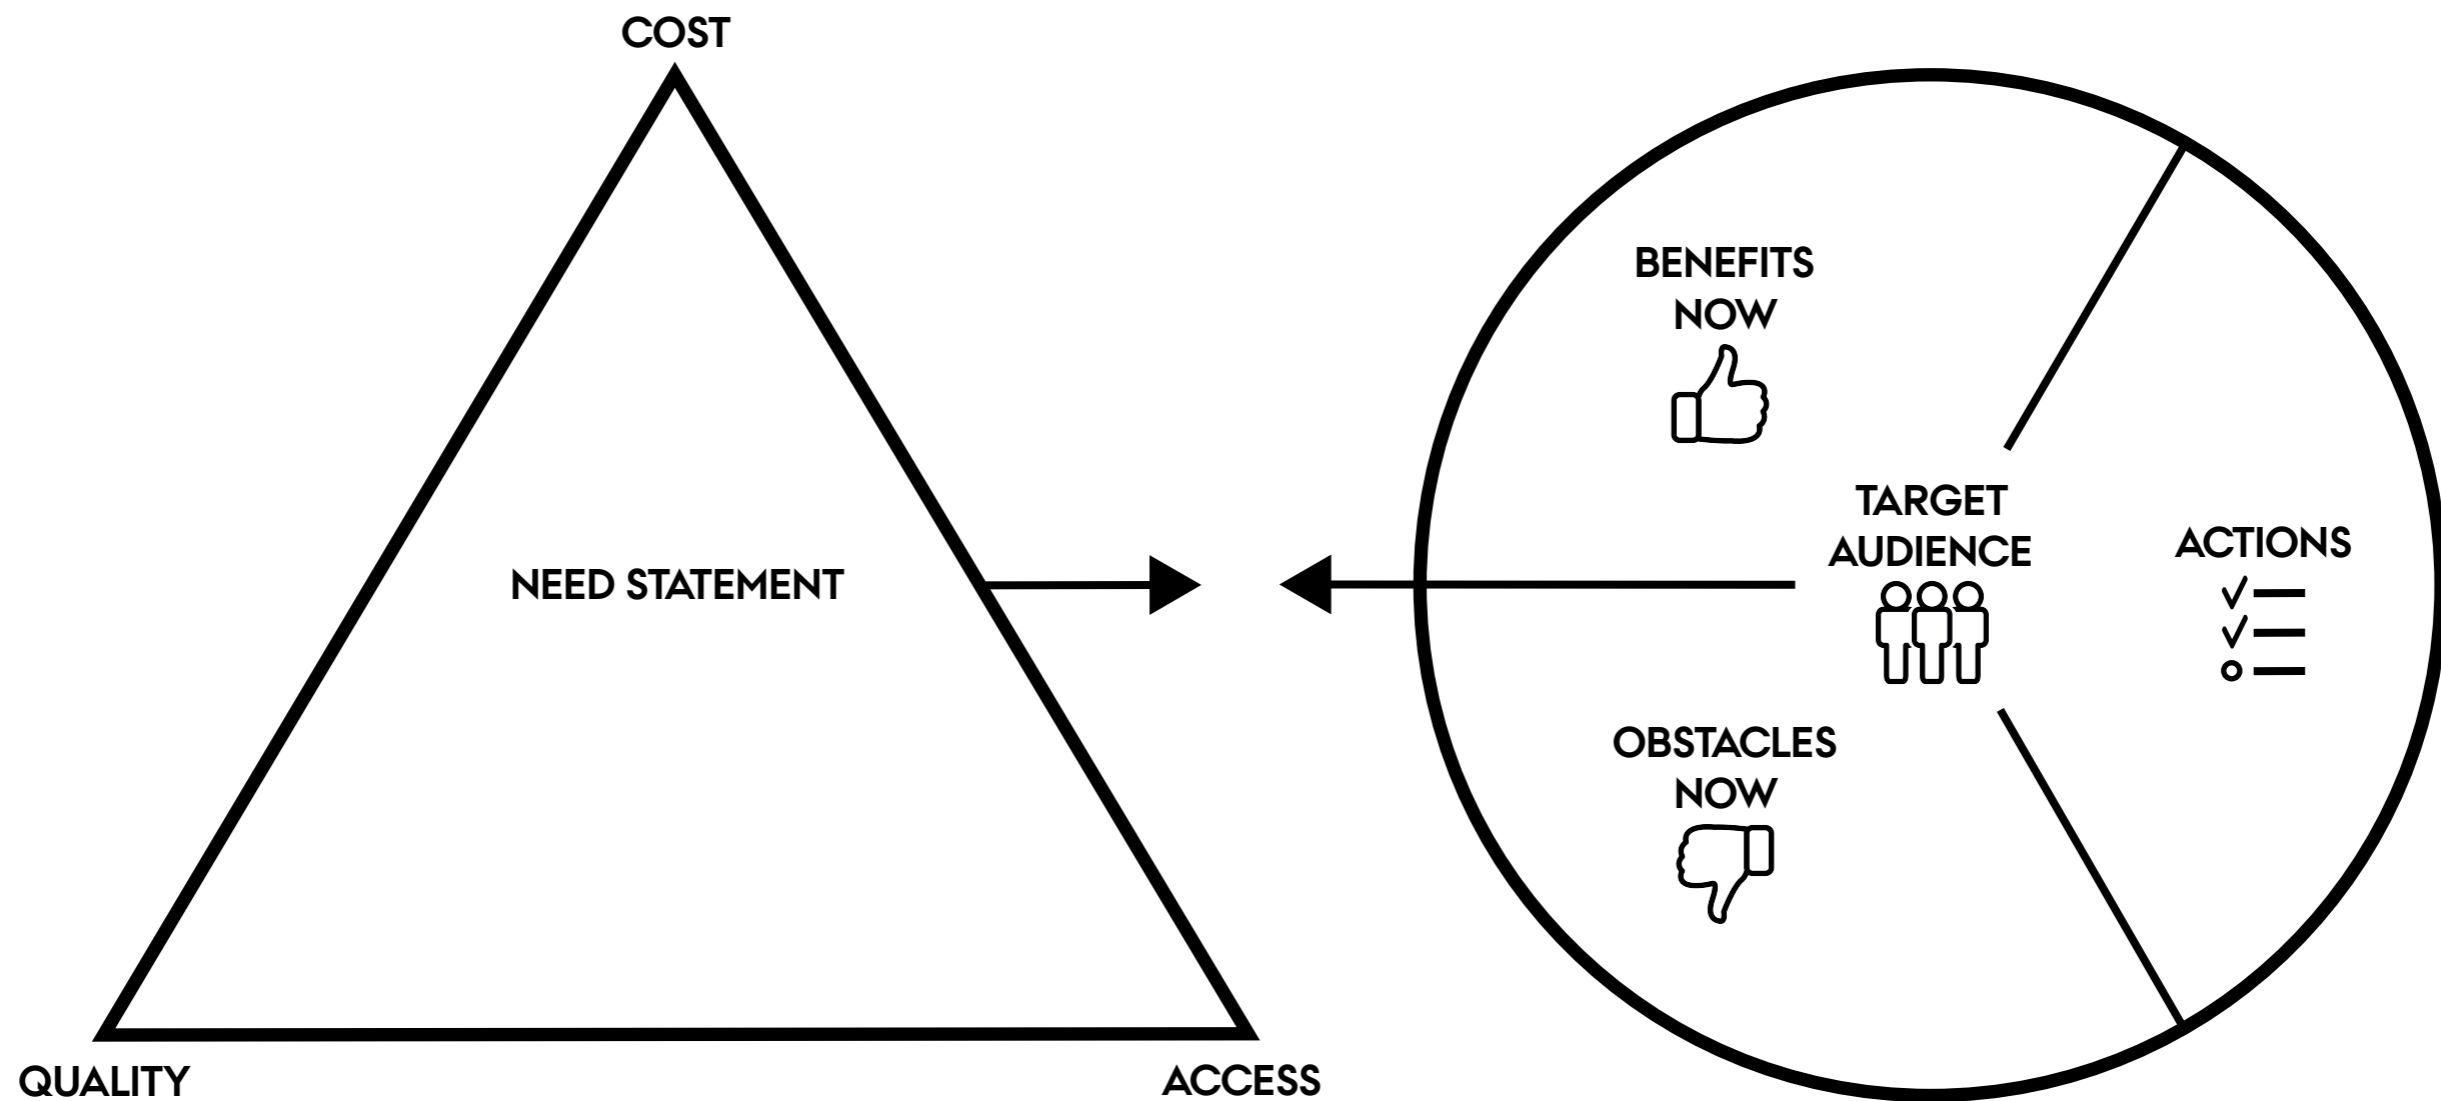 COST
NEED STATEMENT
QUALITY
ACCESS
BENEFITS
NOW
TARGET
AUDIENCE
ACTIONS
OBSTACLES
NOW